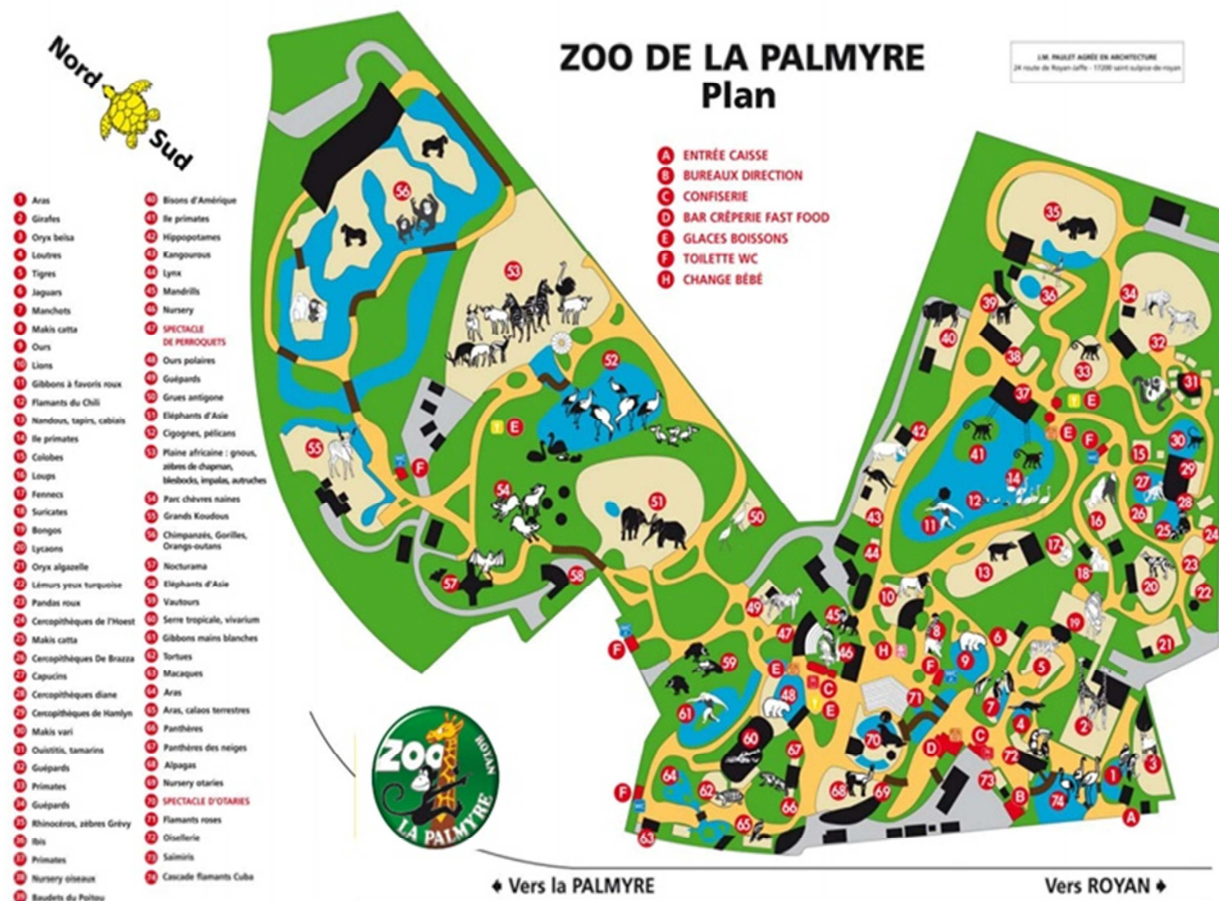 Nord
Sud
ZOO DE LA PALMYRE
Plan
J.M. PAULET AGRÉE EN ARCHITECTURE
24 route de Royan-Jaffe - 17200 saint-sulpice-de-royan
A ENTRÉE CAISSE
B BUREAUX DIRECTION
C CONFISERIE
D BAR CRÊPERIE FAST FOOD
E GLACES BOISSONS
F TOILETTE WC
H CHANGE BÉBÉ
1 Aras
2 Girafes
3 Oryx beïsa
4 Loutres
5 Tigres
6 Jaguars
7 Manchots
8 Makis catta
9 Ours
10 Lions
11 Gibbons à favoris roux
12 Flamants du Chili
13 Nandous, tapirs, cabiais
14 Ile primates
15 Colobes
16 Loups
17 Fennecs
18 Suricates
19 Bongos
20 Lycaons
21 Oryx algazelle
22 Lémurs yeux turquoise
23 Pandas roux
24 Cercopithèques de l'Hoest
25 Makis catta
26 Cercopithèques De Brazza
27 Capucins
28 Cercopithèques diane
29 Cercopithèques de Hamlyn
30 Makis vari
31 Ouistitis, tamarins
32 Guépards
33 Primates
34 Guépards
35 Rhinocéros, zèbres Grévy
36 Ibis
37 Primates
38 Nursery oiseaux
39 Baudets du Poitou
40 Bisons d'Amérique
41 Ile primates
42 Hippopotames
43 Kangourous
44 Lynx
45 Mandrills
46 Nursery
47 SPECTACLE
DE PERROQUETS
48 Ours polaires
49 Guépards
50 Grues antigone
51 Eléphants d'Asie
52 Cigognes, pélicans
53 Plaine africaine : gnous,
zèbres de chapman,
blesbocks, impalas, autruches
54 Parc chèvres naines
55 Grands Koudous
56 Chimpanzés, Gorilles,
Orangs-outans
57 Nocturama
58 Eléphants d'Asie
59 Vautours
60 Serre tropicale, vivarium
61 Gibbons mains blanches
62 Tortues
63 Macaques
64 Aras
65 Aras, calaos terrestres
66 Panthères
67 Panthères des neiges
68 Alpagas
69 Nursery otaries
70 SPECTACLE D'OTARIES
71 Flamants roses
72 Oisellerie
73 Saïmiris
74 Cascade flamants Cuba
ZOO
ROYAN
LA PALMYRE
Vers la PALMYRE
Vers ROYAN